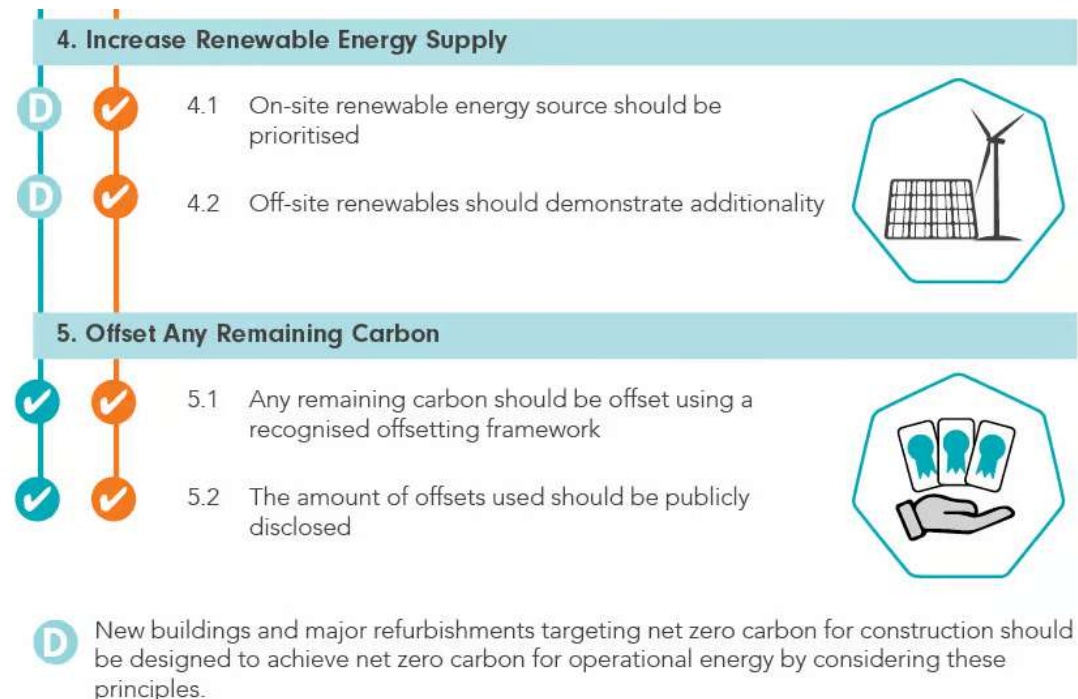 4. Increase Renewable Energy Supply
D
4.1 On-site renewable energy source should be
prioritised
D
4.2 Off-site renewables should demonstrate additionality
5. Offset Any Remaining Carbon
5.1 Any remaining carbon should be offset using a
recognised offsetting framework
5.2 The amount of offsets used should be publicly
disclosed
D
New buildings and major refurbishments targeting net zero carbon for construction should
be designed to achieve net zero carbon for operational energy by considering these
principles.